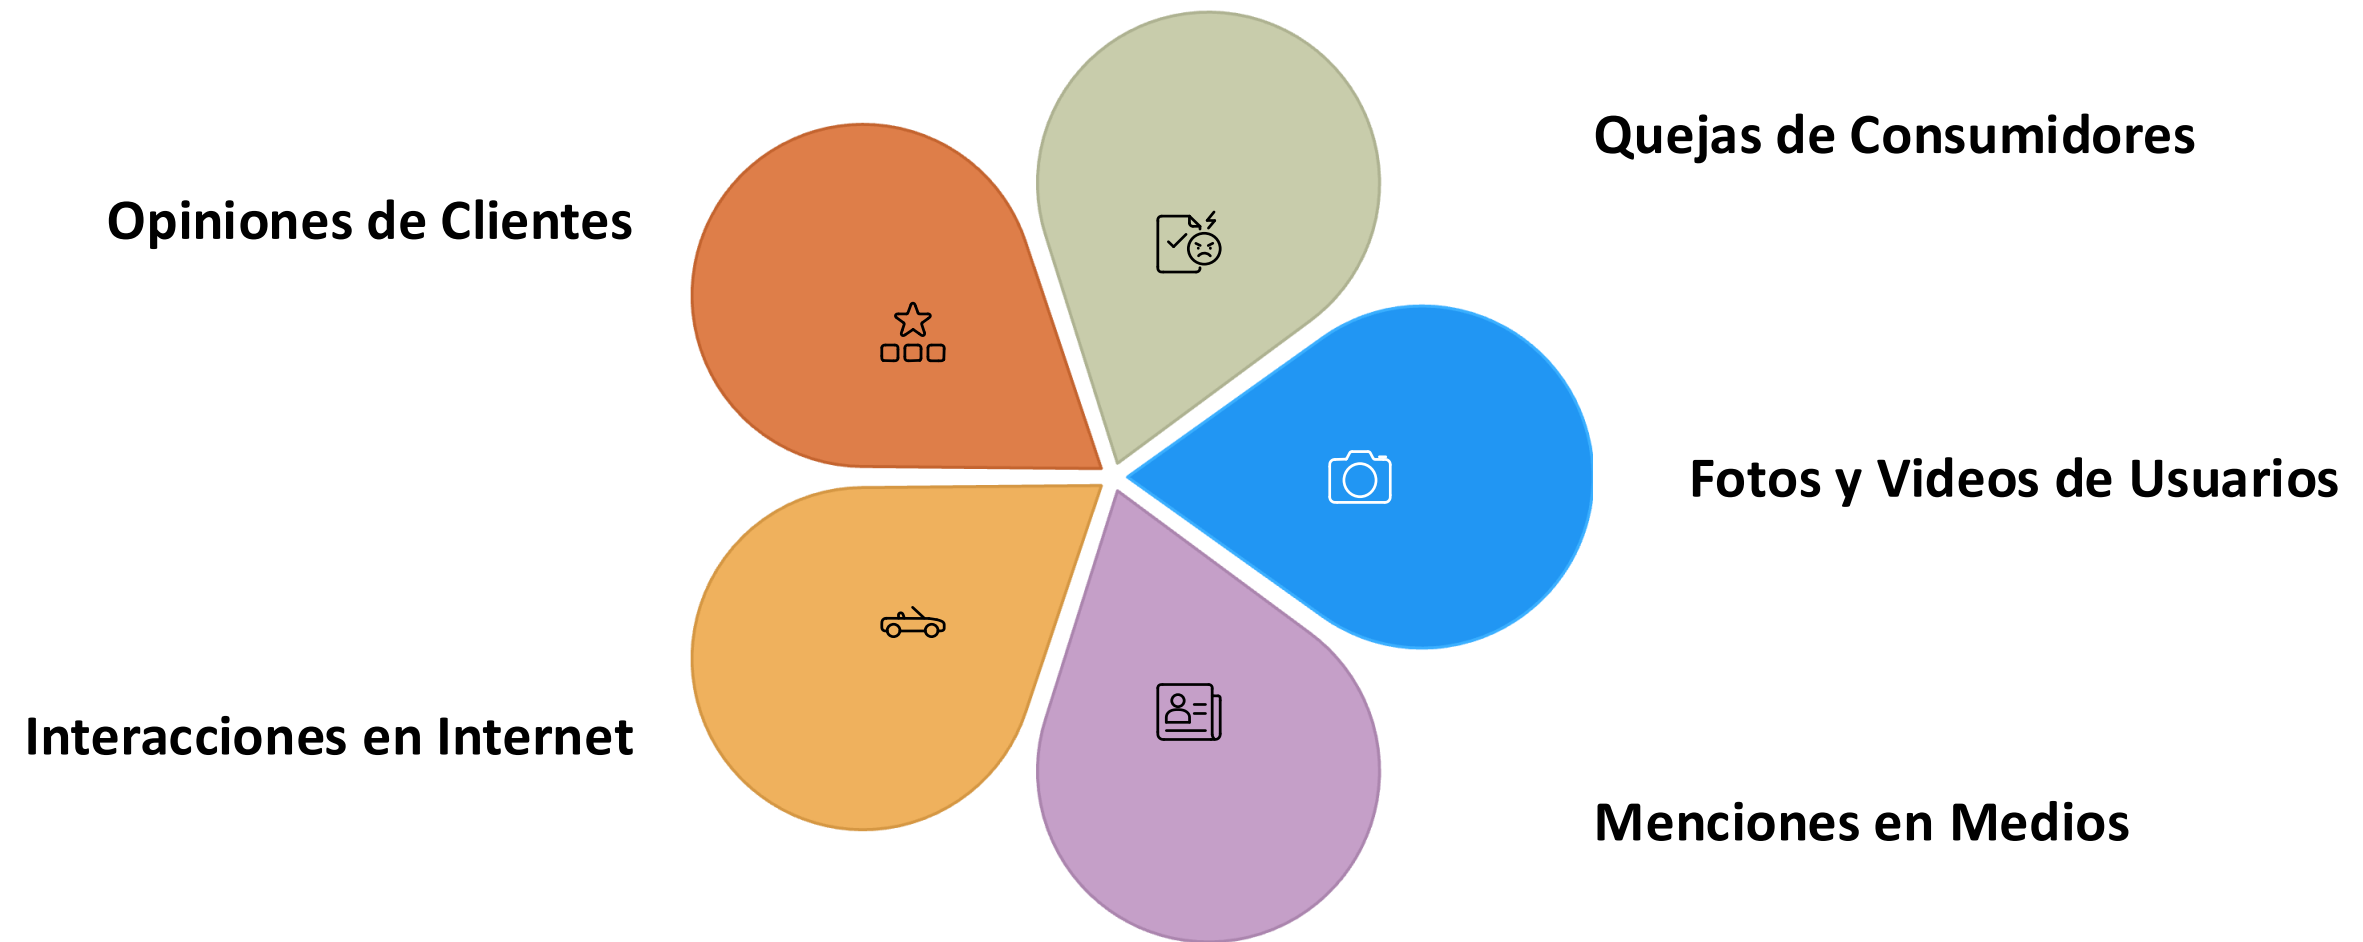 Quejas de Consumidores
Opiniones de Clientes
Fotos y Videos de Usuarios
Interacciones en Internet
Menciones en Medios